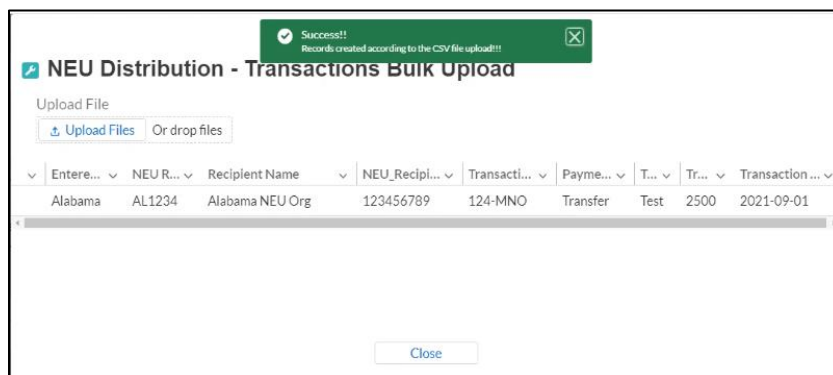 Success!!
Records created according to the CSV file upload!!!
NEU Distribution - Transactions Bulk Upload
Upload File
Upload Files Or drop files
Entere... NEU R... Recipient Name NEU_Recipi... Transacti... Payme... T... Tr... Transaction ...
Alabama AL1234 Alabama NEU Org 123456789 124-MNO Transfer Test 2500 2021-09-01
Close